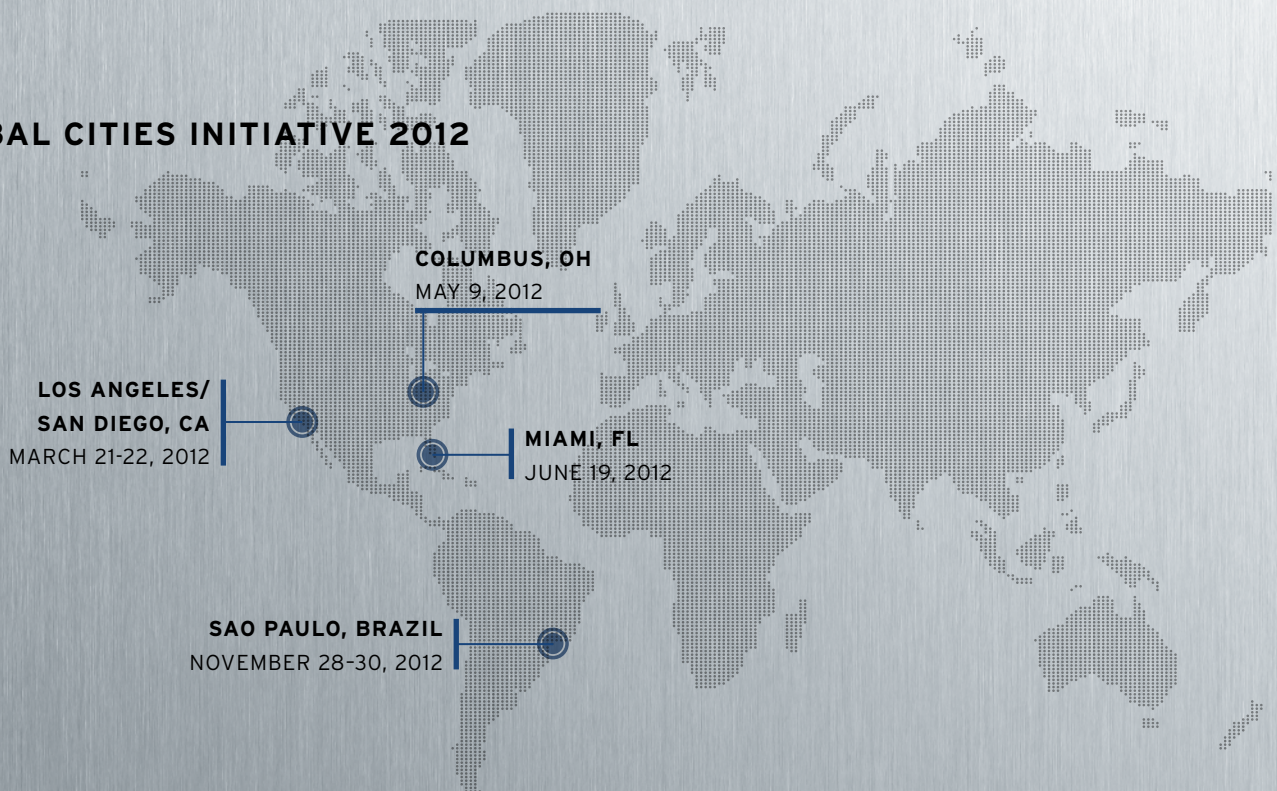 BAL CITIES INITIATIVE 2012
COLUMBUS, OH
MAY 9, 2012
LOS ANGELES/
SAN DIEGO, CA
MARCH 21-22, 2012
MIAMI, FL
JUNE 19, 2012
SAO PAULO, BRAZIL
NOVEMBER 28–30, 2012